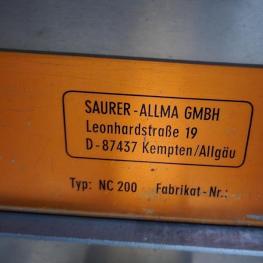 SAURER-ALLMA GMBH
Leonhardstraße 19
D-87437 Kempten/Allgäu
Typ: NC 200 Fabrikat-Nr.: